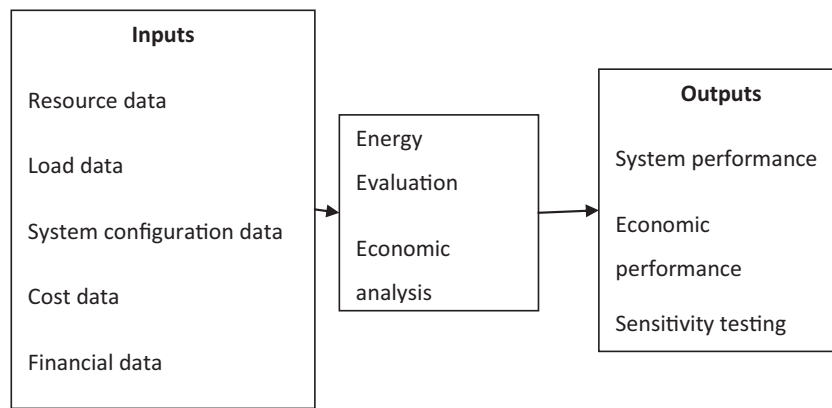 Inputs
Resource data
Load data
System configuration data
Cost data
Financial data
Energy
Evaluation
Economic
analysis
Outputs
System performance
Economic
performance
Sensitivity testing